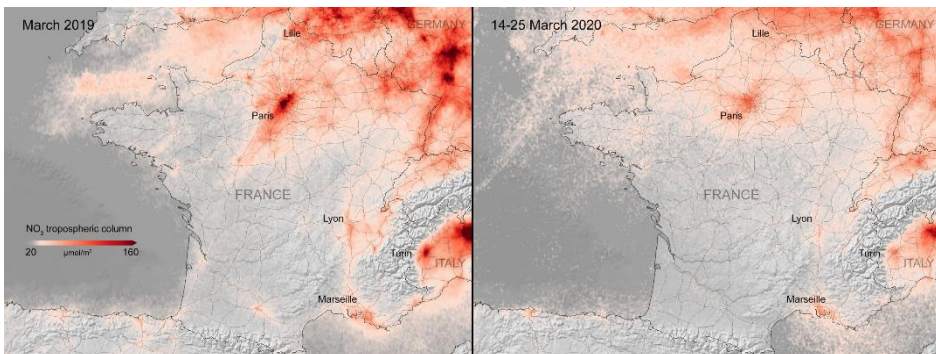 March 2019
Lille
GERMANY
Paris
FRANCE
Lyon
NO₂ tropospheric column
20 µmol/m² 160
Turin
ITALY
Marseille
14-25 March 2020
Lille
GERMANY
Paris
FRANCE
Lyon
Turin
ITALY
Marseille